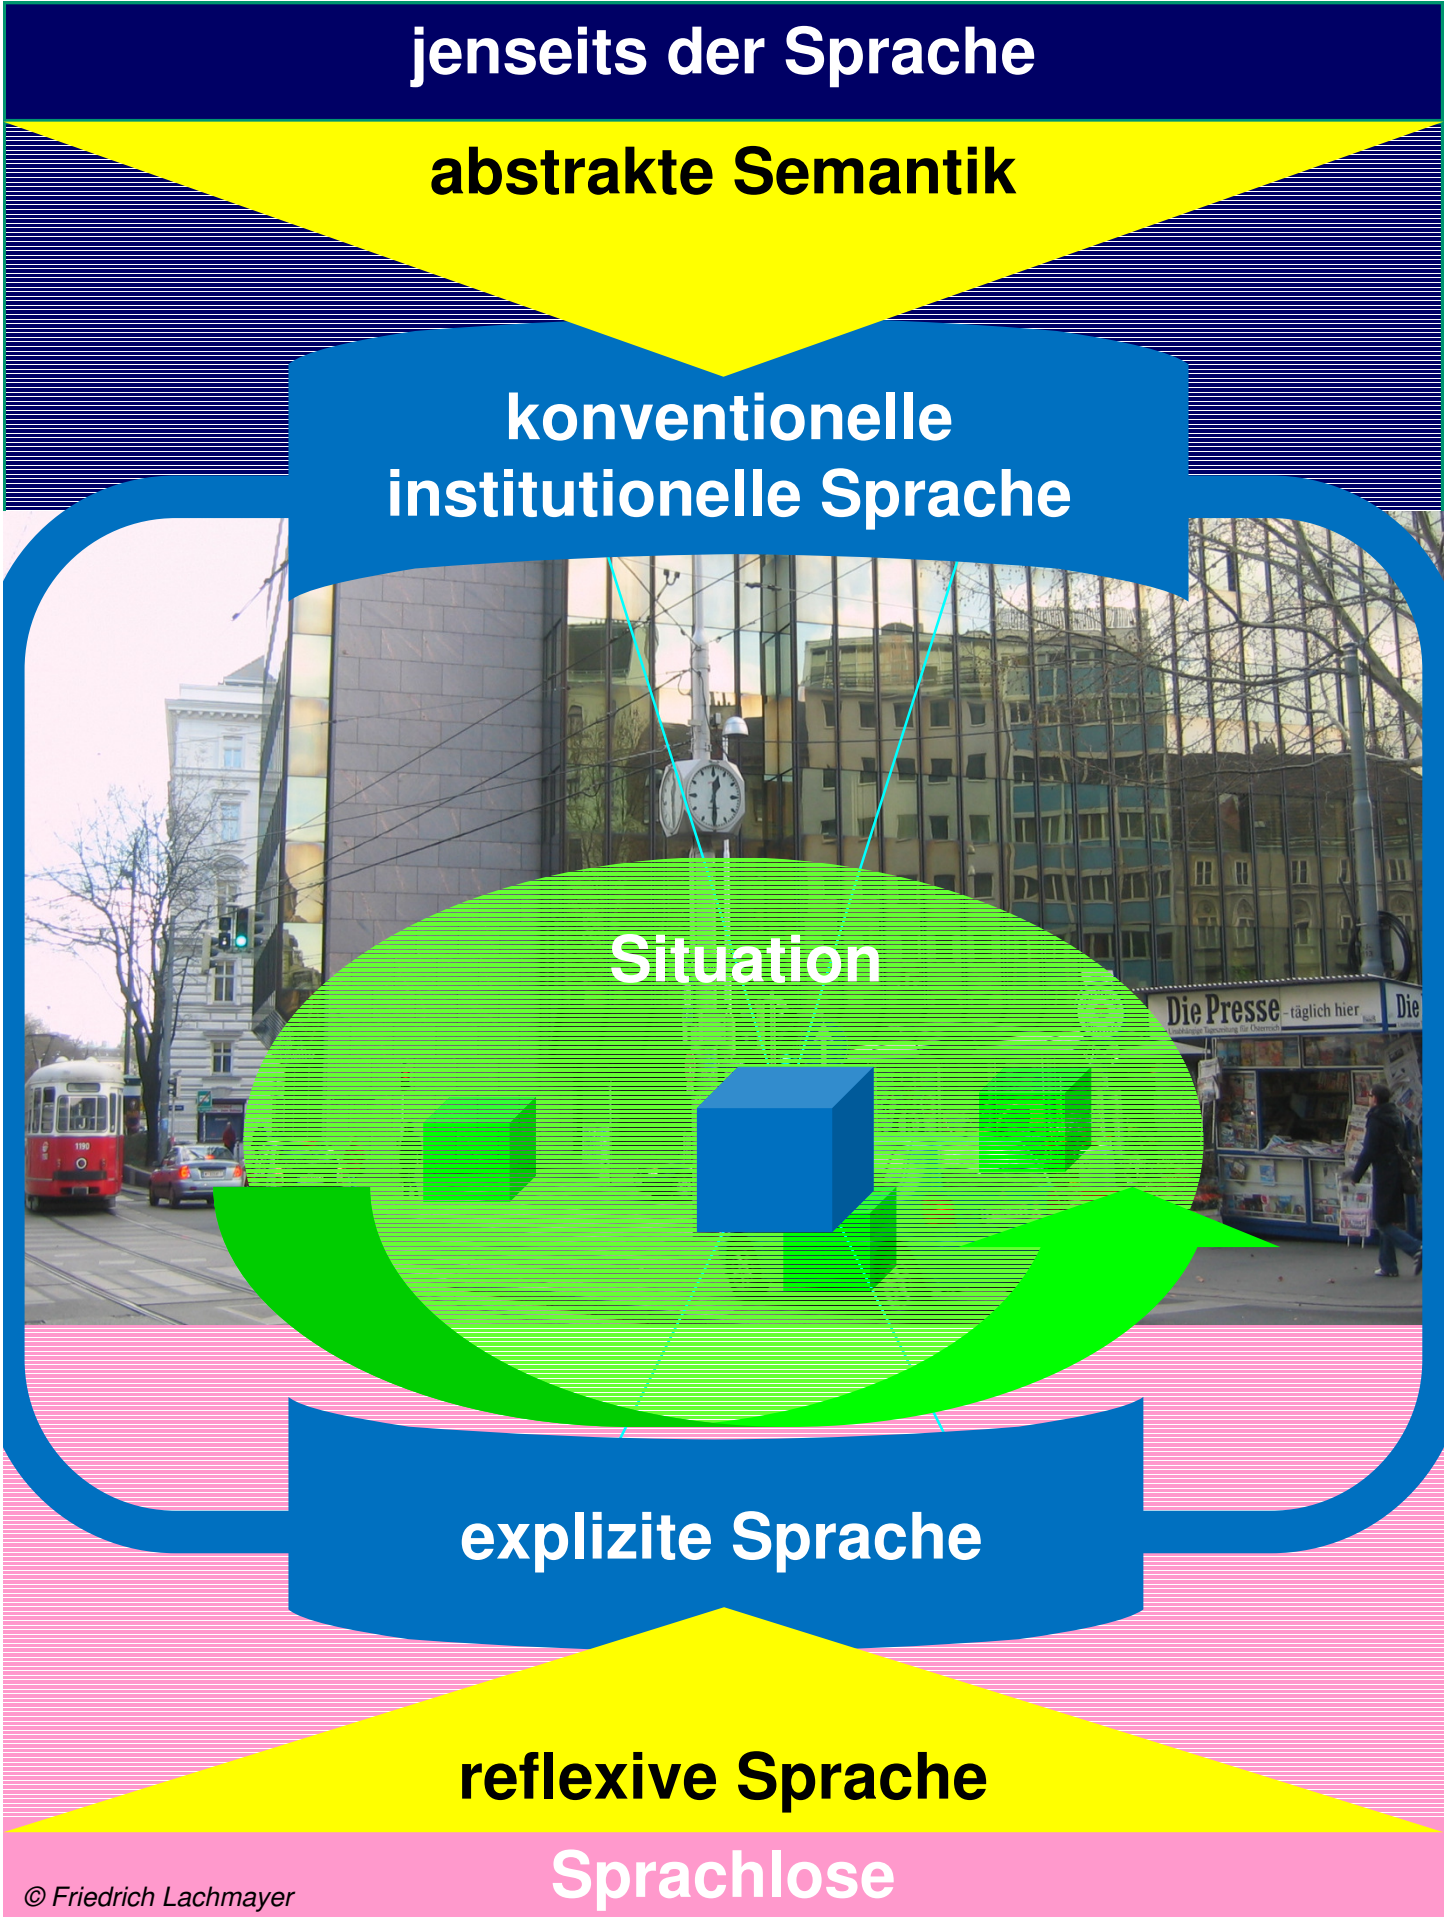 jenseits der Sprache
abstrakte Semantik
konventionelle
institutionelle Sprache
Situation
Die Presse - täglich hier
Die
1190
explizite Sprache
reflexive Sprache
Sprachlose
© Friedrich Lachmayer